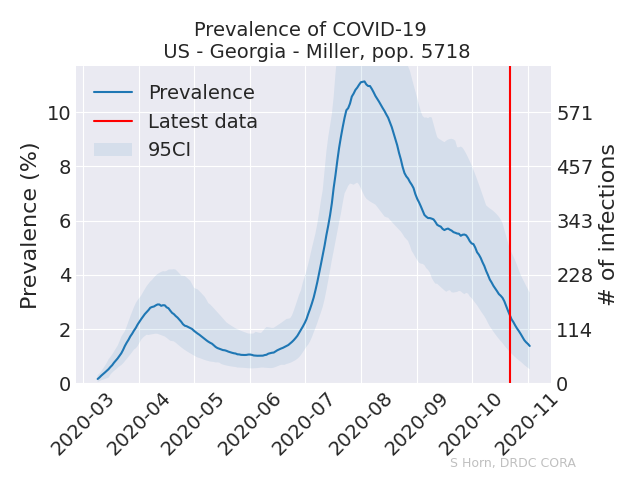 Prevalence of COVID-19
US - Georgia - Miller, pop. 5718
Prevalence
Latest data
95CI
Prevalence (%)
10
8
6
4
2
0
571
457
343
228
114
0
# of infections
2020-03
2020-04
2020-05
2020-06
2020-07
2020-08
2020-09
2020-10
2020-11
S Horn, DRDC CORA